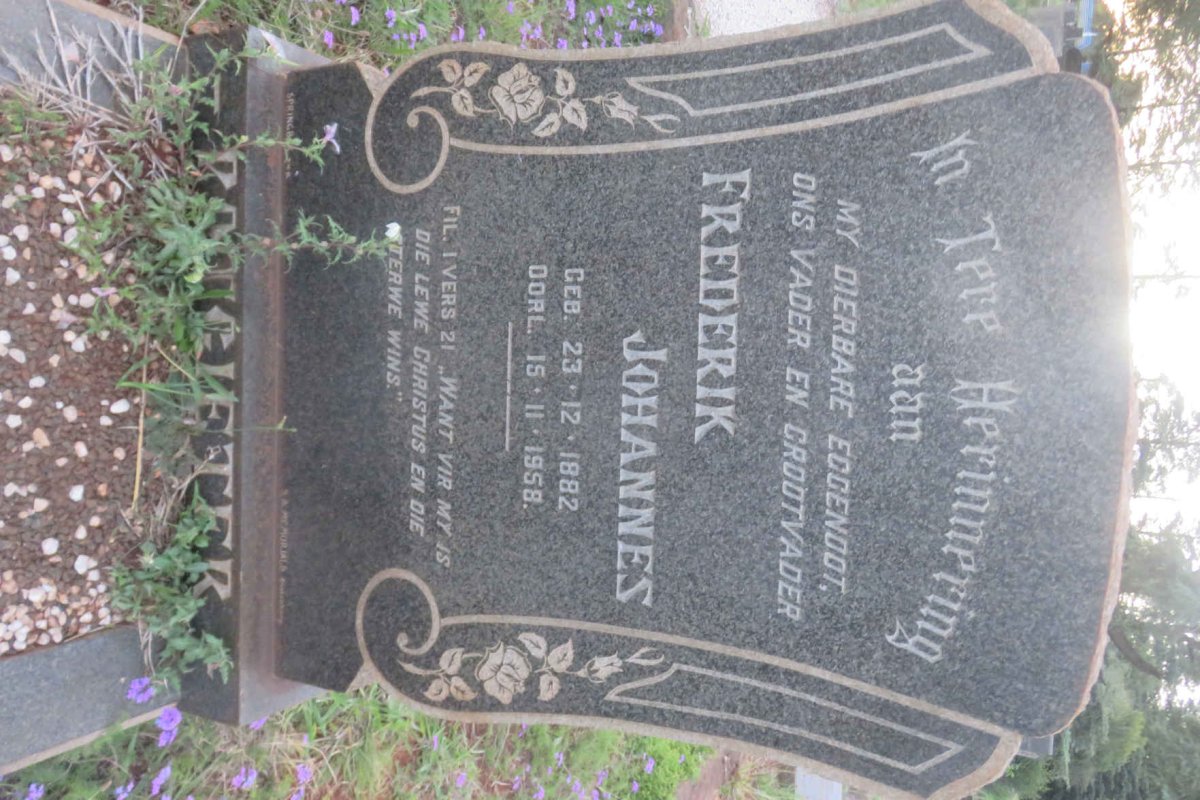 In Tere Herinnering
aan
MY DIERBARE EGGENOOT,
ONS VADER EN GROOTVADER
FREDERIK
JOHANNES
GEB. 23·12·1882
OORL. 15·11·1958.
FIL. 1 VERS 21 „WANT VIR MY IS
DIE LEWE CHRISTUS EN DIE
STERWE WINS."